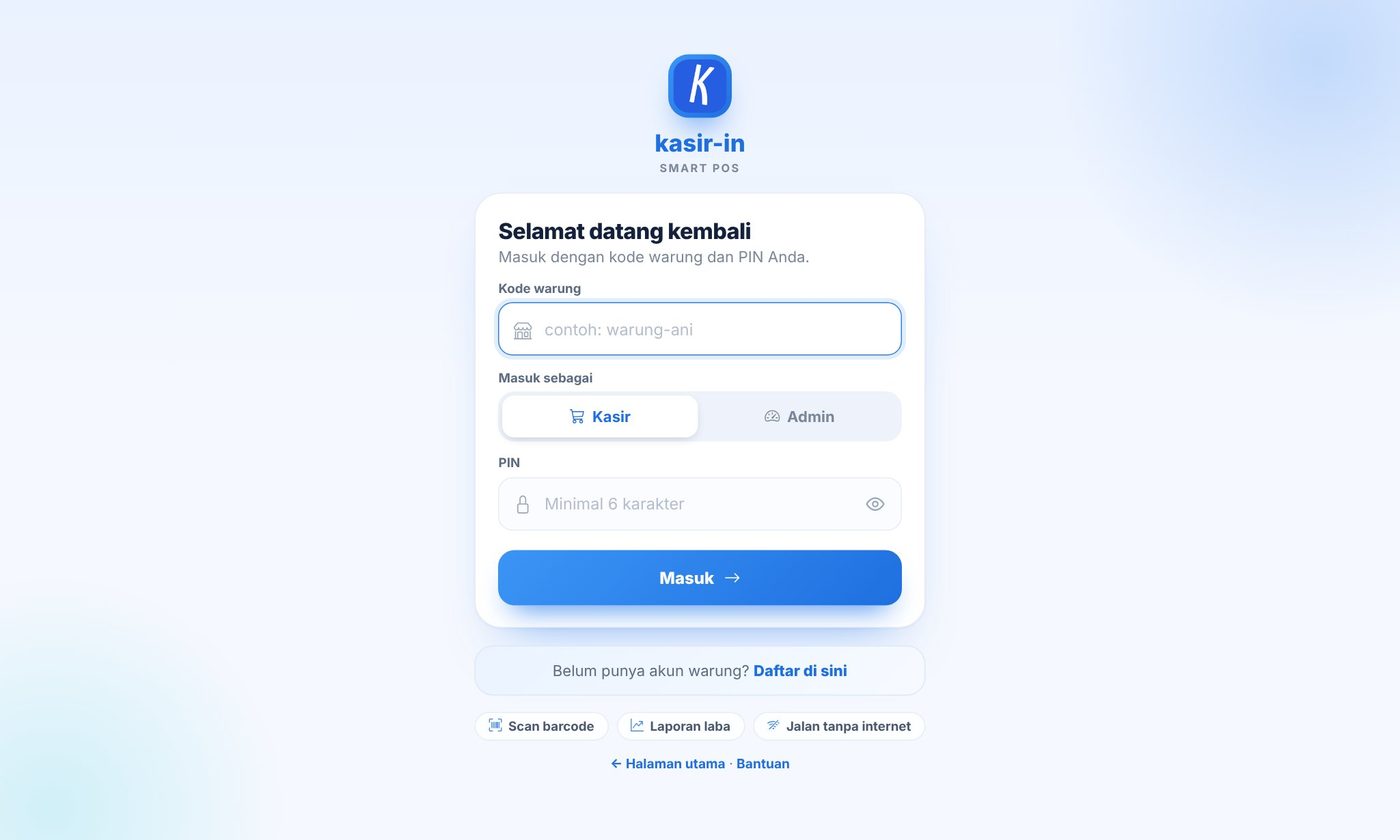 K
kasir-in
SMART POS
Selamat datang kembali
Masuk dengan kode warung dan PIN Anda.
Kode warung
contoh: warung-ani
Masuk sebagai
Kasir Admin
PIN
Minimal 6 karakter
Masuk →
Belum punya akun warung? Daftar di sini
Scan barcode Laporan laba Jalan tanpa internet
← Halaman utama · Bantuan